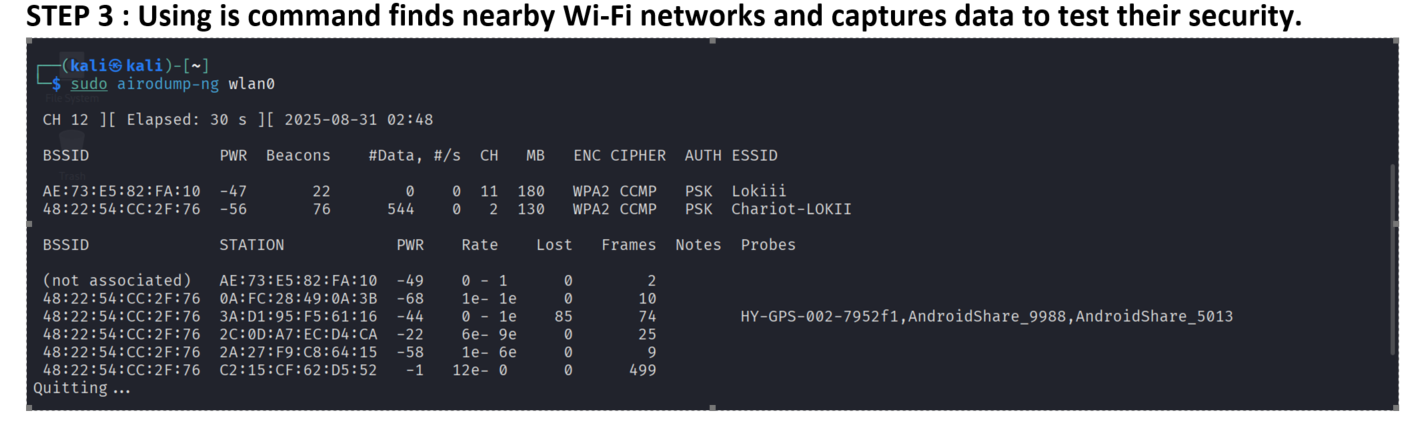 STEP 3 : Using is command finds nearby Wi-Fi networks and captures data to test their security.
┌──(kali㉿kali)-[~]
└─$ sudo airodump-ng wlan0
File System
CH 12 ][ Elapsed: 30 s ][ 2025-08-31 02:48
BSSID PWR Beacons #Data, #/s CH MB ENC CIPHER AUTH ESSID
Trash
AE:73:E5:82:FA:10 -47 22 0 0 11 180 WPA2 CCMP PSK Lokiii
48:22:54:CC:2F:76 -56 76 544 0 2 130 WPA2 CCMP PSK Chariot-LOKII
BSSID STATION PWR Rate Lost Frames Notes Probes
(not associated) AE:73:E5:82:FA:10 -49 0 - 1 0 2
48:22:54:CC:2F:76 0A:FC:28:49:0A:3B -68 1e- 1e 0 10
48:22:54:CC:2F:76 3A:D1:95:F5:61:16 -44 0 - 1e 85 74 HY-GPS-002-7952f1,AndroidShare_9988,AndroidShare_5013
48:22:54:CC:2F:76 2C:0D:A7:EC:D4:CA -22 6e- 9e 0 25
48:22:54:CC:2F:76 2A:27:F9:C8:64:15 -58 1e- 6e 0 9
48:22:54:CC:2F:76 C2:15:CF:62:D5:52 -1 12e- 0 0 499
Quitting ...